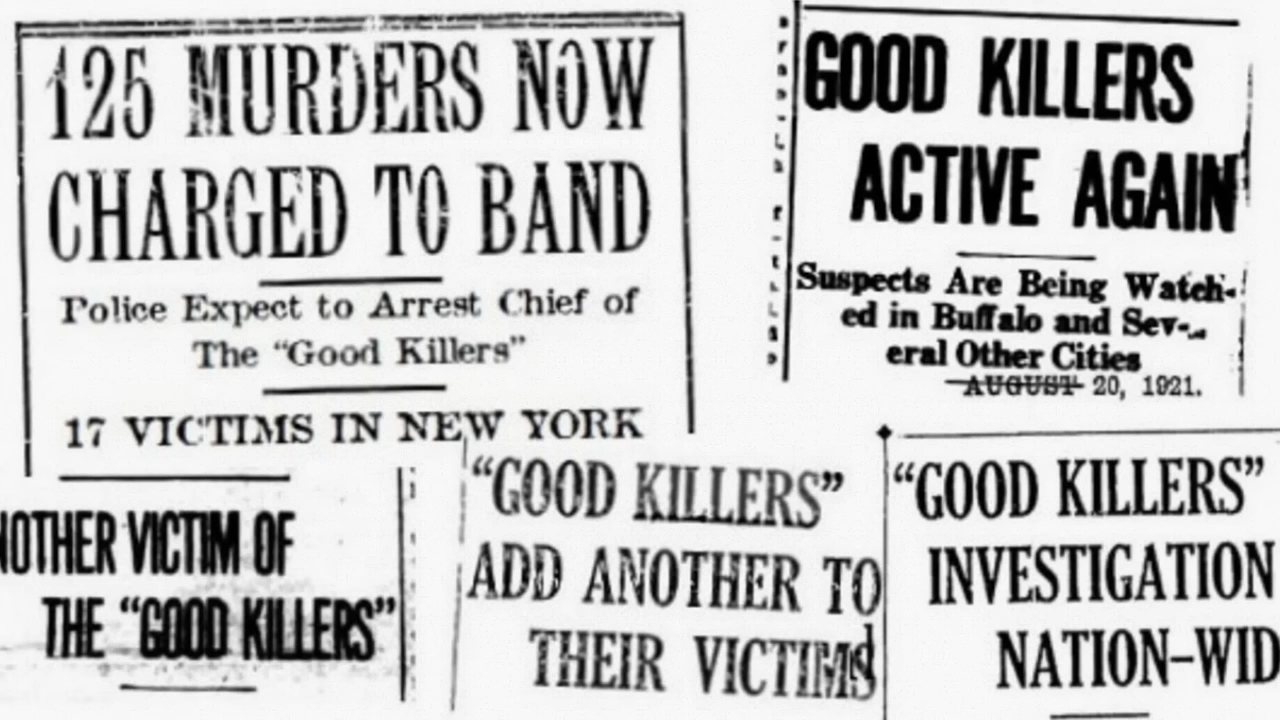 125 MURDERS NOW
CHARGED TO BAND
Police Expect to Arrest Chief of
The "Good Killers"
17 VICTIMS IN NEW YORK
GOOD KILLERS
ACTIVE AGAIN
Suspects Are Being Watch-
ed in Buffalo and Sev-
eral Other Cities
AUGUST 20, 1921.
NOTHER VICTIM OF
THE "GOOD KILLERS"
"GOOD KILLERS"
ADD ANOTHER TO
THEIR VICTIMS
"GOOD KILLERS"
INVESTIGATION
NATION-WID